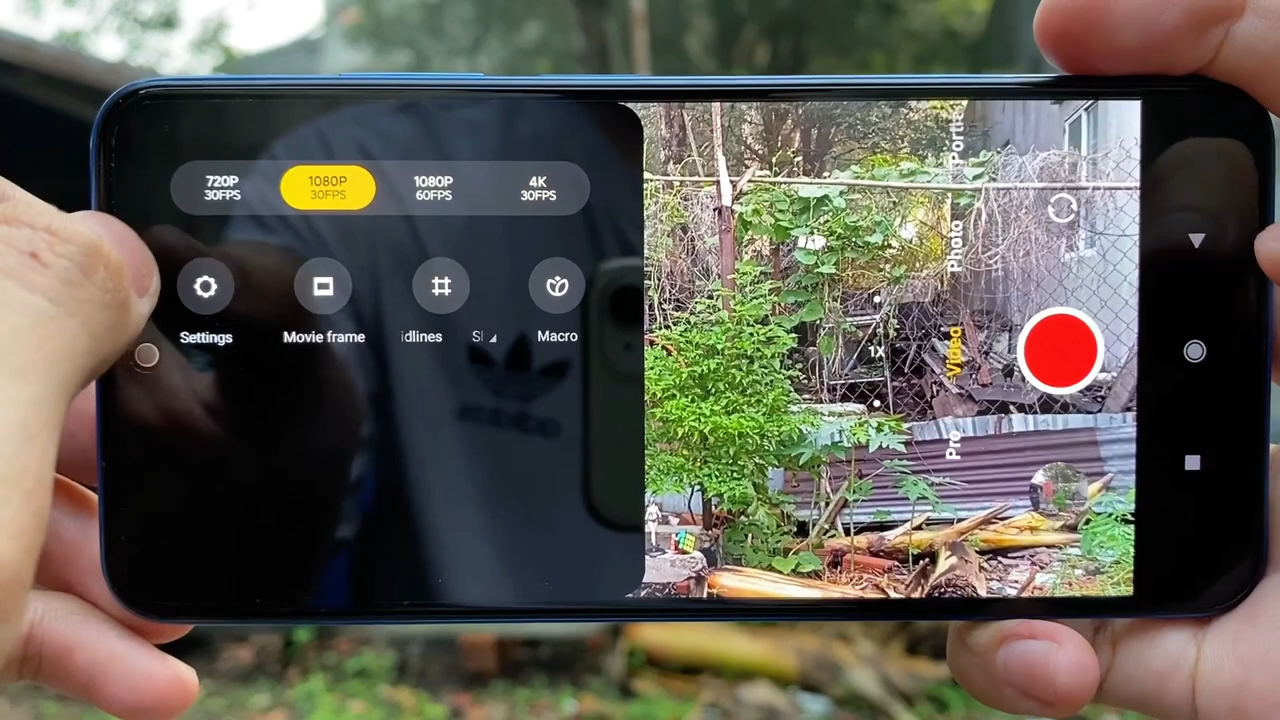 720P
30FPS
1080P
30FPS
1080P
60FPS
4K
30FPS
Settings
Movie frame
idlines
Macro
1X
Portr
Photo
Video
Pro